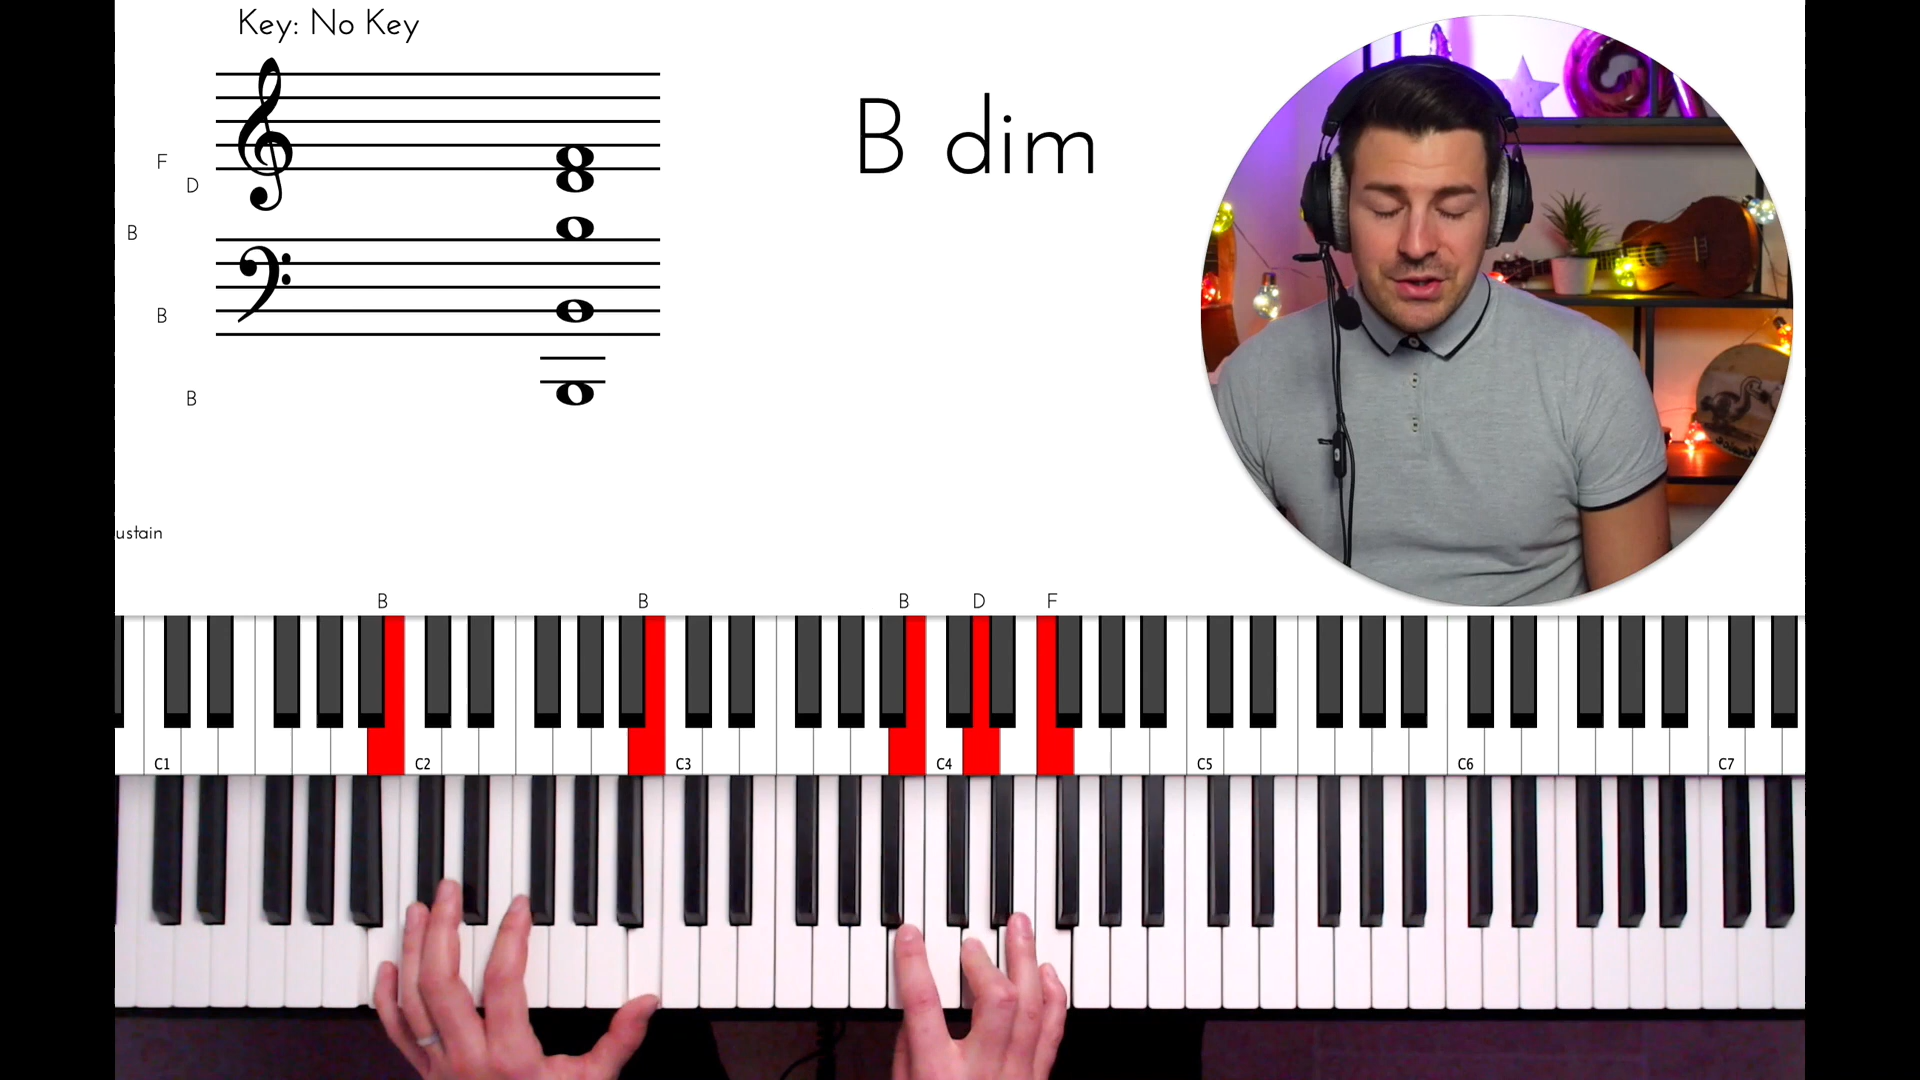 Key: No Key
B dim
F
D
B
B
B
ustain
B B B D F
C1 C2 C3 C4 C5 C6 C7